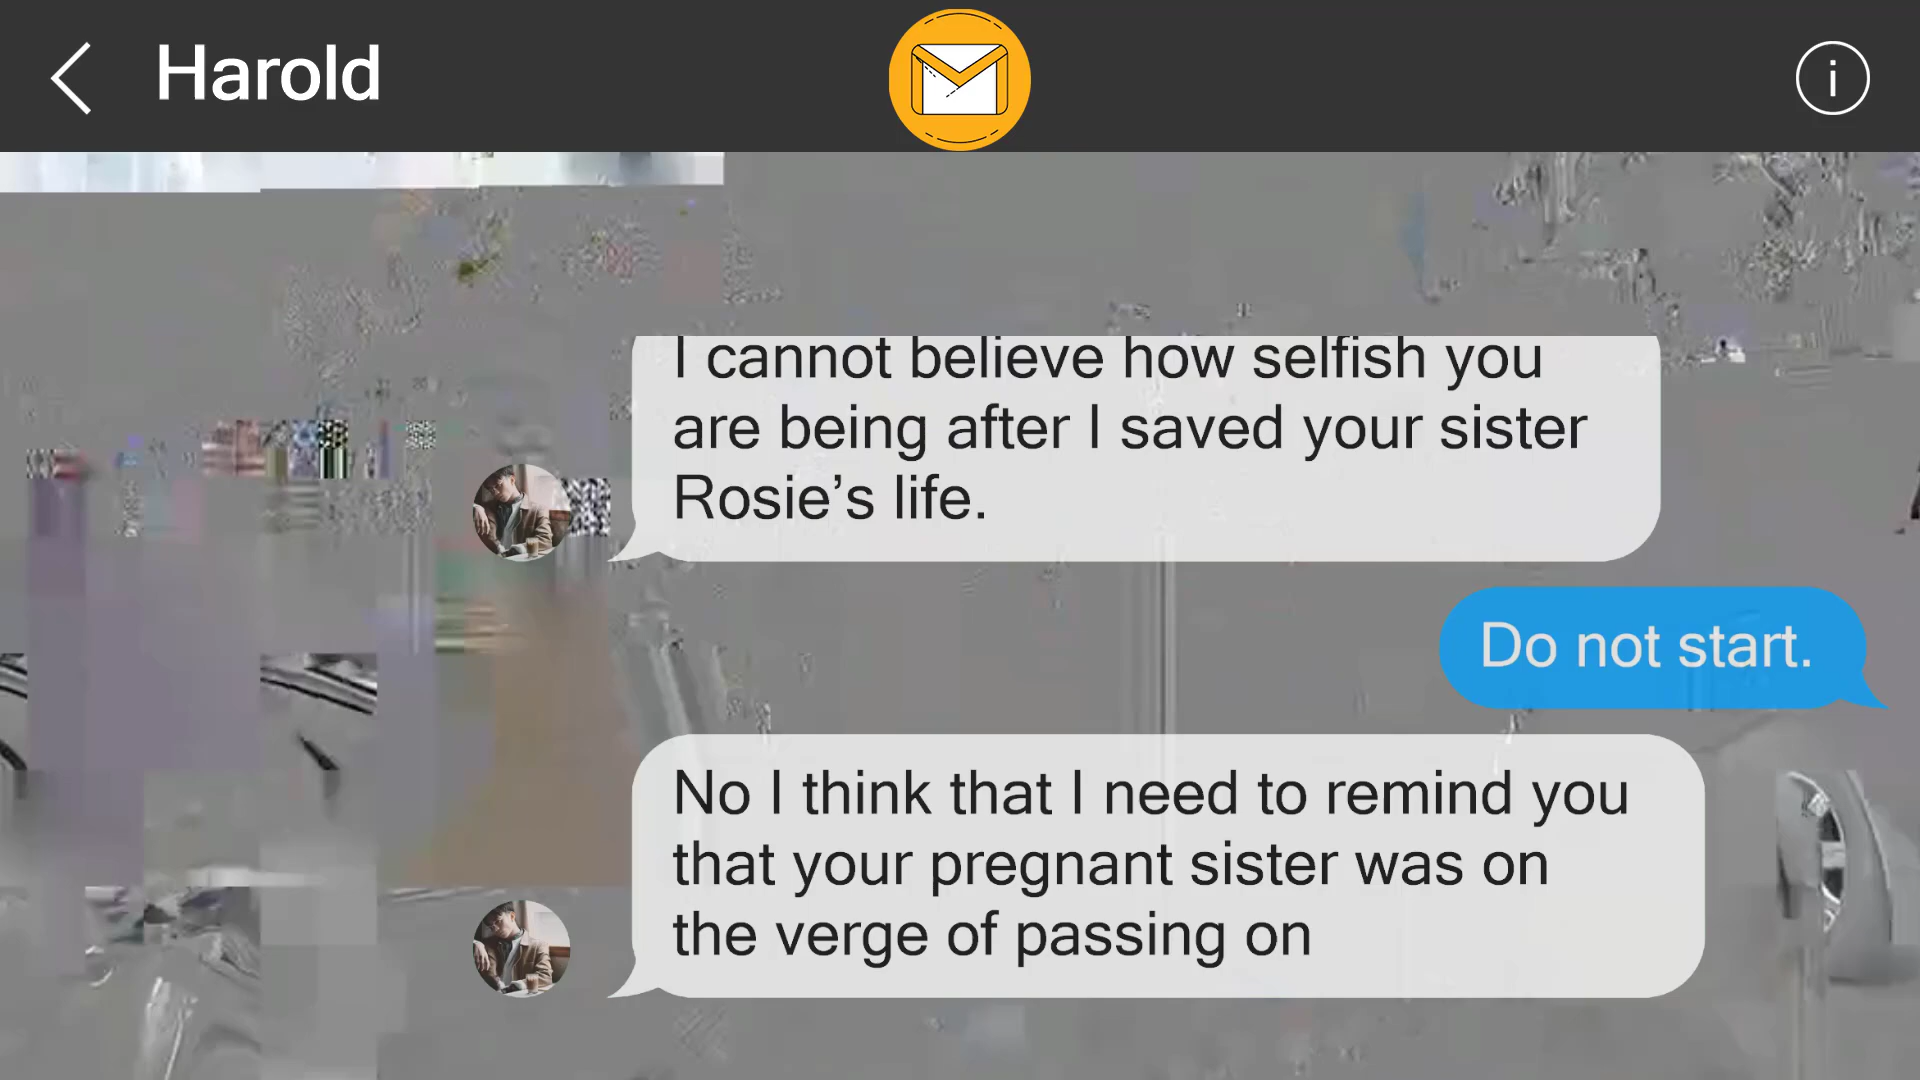 Harold
I cannot believe how selfish you
are being after I saved your sister
Rosie’s life.
Do not start.
No I think that I need to remind you
that your pregnant sister was on
the verge of passing on